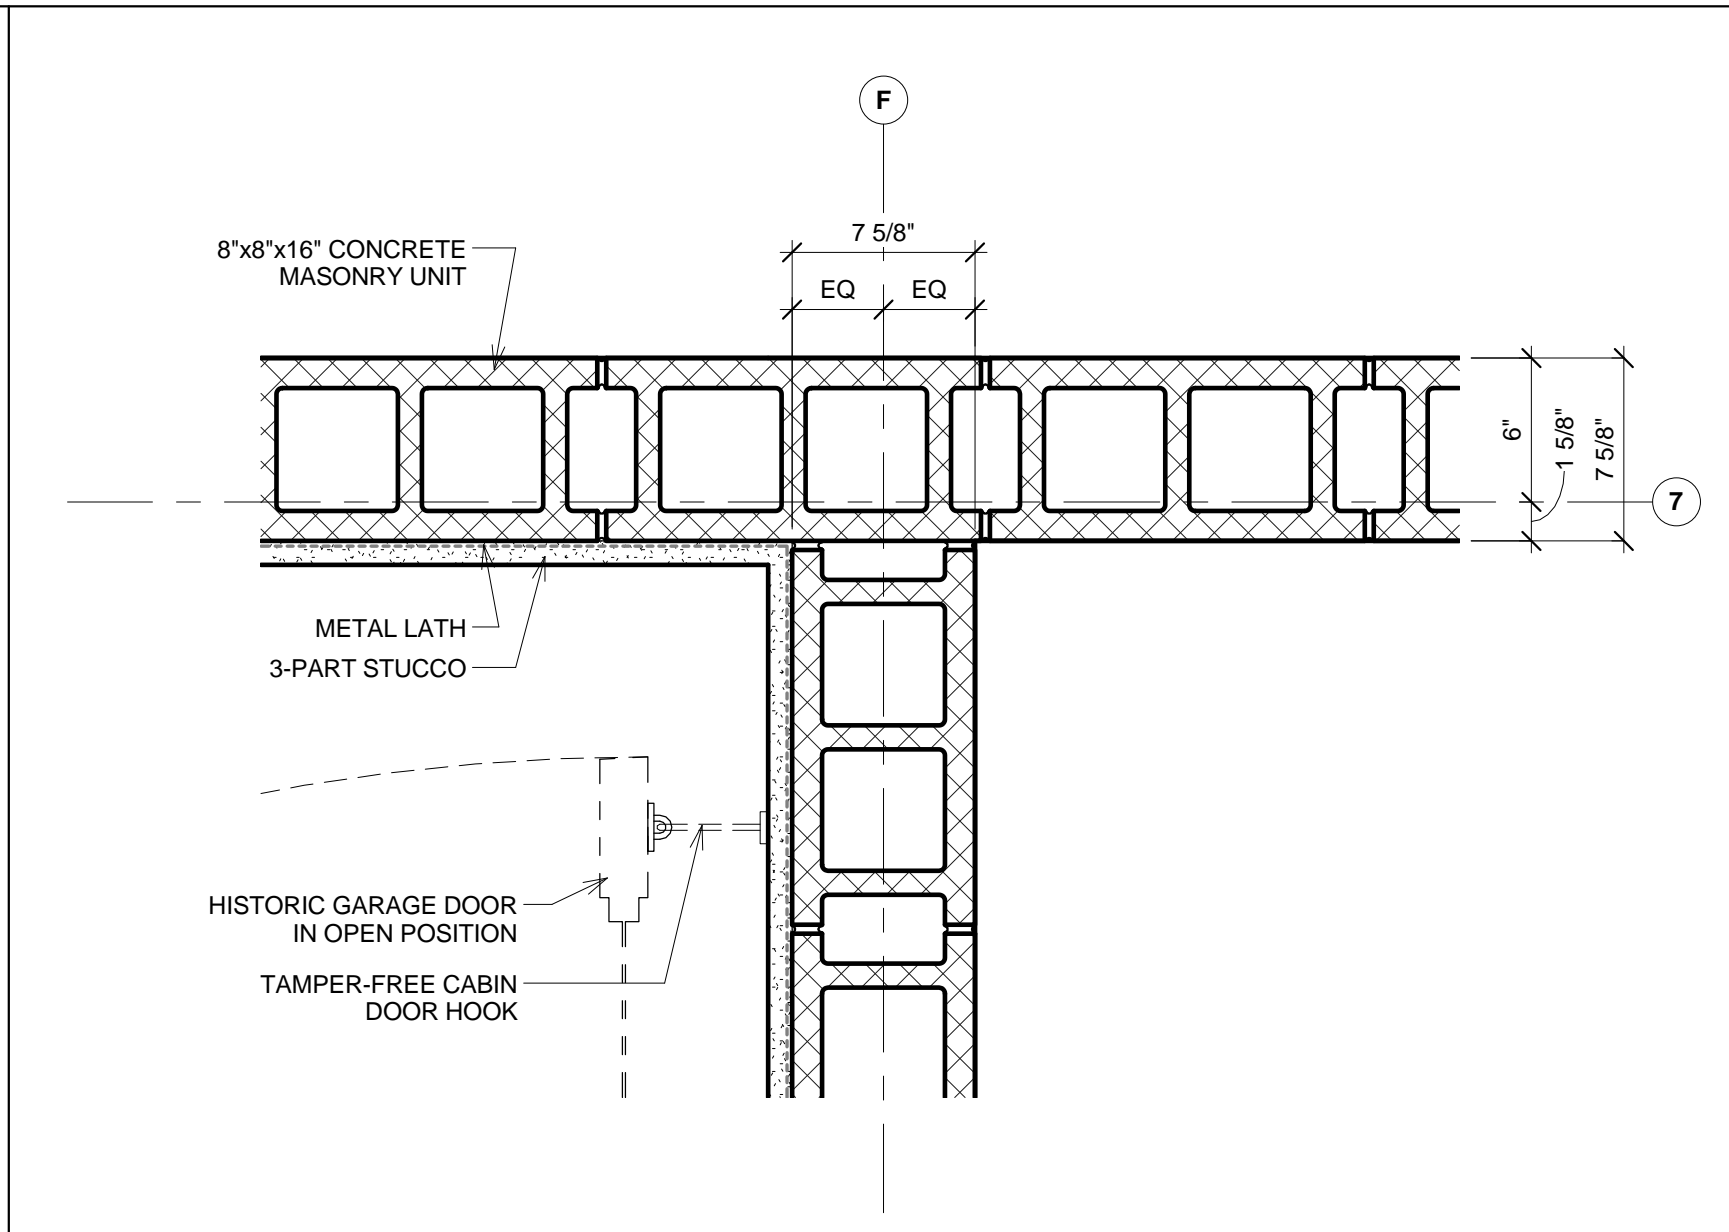 F
7 5/8"
EQ
EQ
8"x8"x16" CONCRETE
MASONRY UNIT
6"
1 5/8"
7 5/8"
7
METAL LATH
3-PART STUCCO
HISTORIC GARAGE DOOR
IN OPEN POSITION
TAMPER-FREE CABIN
DOOR HOOK